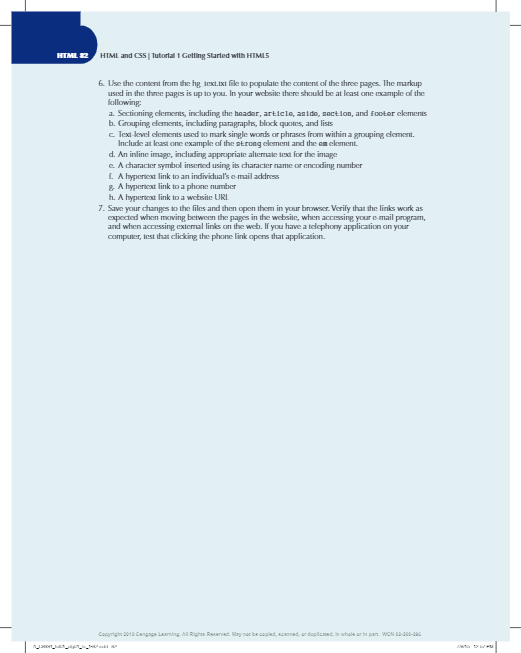 HTML 82 HTML and CSS | Tutorial 1 Getting Started with HTML5
6. Use the content from the hg_text.txt file to populate the content of the three pages. The markup
used in the three pages is up to you. In your website there should be at least one example of the
following:
a. Sectioning elements, including the header, article, aside, section, and footer elements
b. Grouping elements, including paragraphs, block quotes, and lists
c. Text-level elements used to mark single words or phrases from within a grouping element.
Include at least one example of the strong element and the em element.
d. An inline image, including appropriate alternate text for the image
e. A character symbol inserted using its character name or encoding number
f. A hypertext link to an individual's e-mail address
g. A hypertext link to a phone number
h. A hypertext link to a website URL
7. Save your changes to the files and then open them in your browser. Verify that the links work as
expected when moving between the pages in the website, when accessing your e-mail program,
and when accessing external links on the web. If you have a telephony application on your
computer, test that clicking the phone link opens that application.
Copyright 2013 Cengage Learning. All Rights Reserved. May not be copied, scanned, or duplicated, in whole or in part. WCN 02-200-20